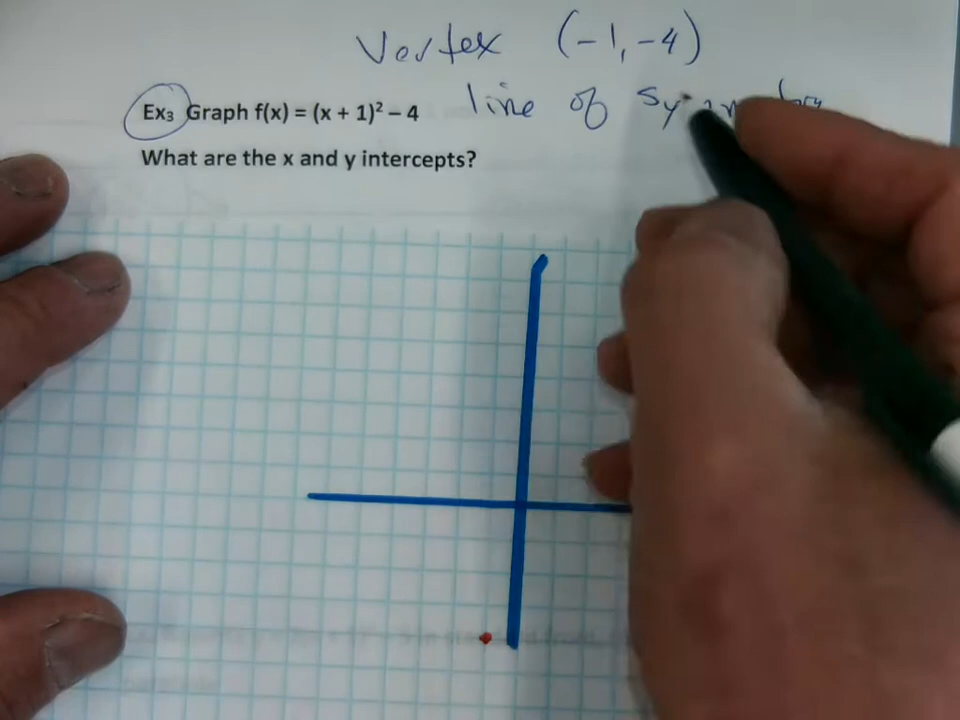 Vertex (-1, -4)
line of
Ex3 Graph f(x) = (x + 1)² – 4
What are the x and y intercepts?